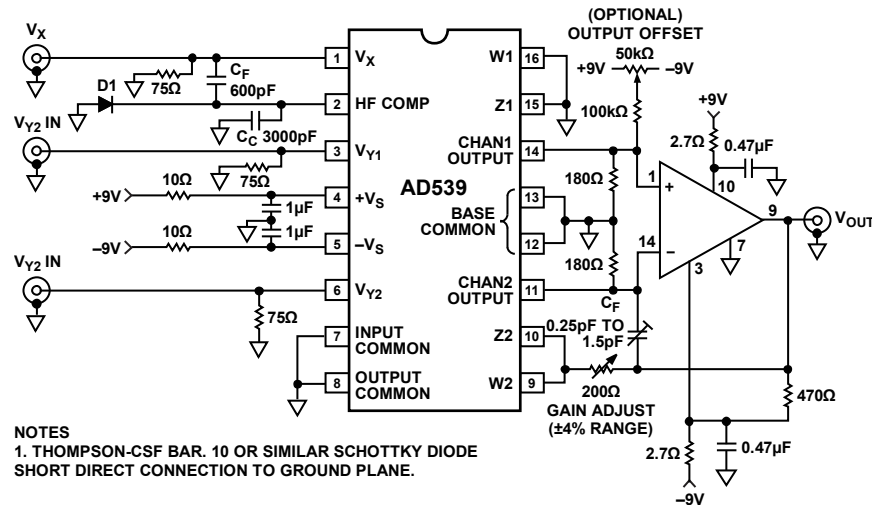 (OPTIONAL)
OUTPUT OFFSET
50kΩ
+9V
–9V
100kΩ
VX
1
VX
75Ω
CF
600pF
D1
2
HF COMP
CC 3000pF
VY2 IN
3
VY1
75Ω
+9V
10Ω
4
+VS
1µF
1µF
–9V
10Ω
5
–VS
VY2 IN
6
VY2
75Ω
7
INPUT
COMMON
8
OUTPUT
COMMON
AD539
W1
16
Z1
15
CHAN1
OUTPUT
14
BASE
COMMON
13
12
CHAN2
OUTPUT
11
Z2
10
W2
9
180Ω
180Ω
+9V
2.7Ω
0.47µF
1
+
10
14
–
9
7
3
VOUT
CF
0.25pF TO
1.5pF
200Ω
GAIN ADJUST
(±4% RANGE)
470Ω
2.7Ω
0.47µF
–9V
NOTES
1. THOMPSON-CSF BAR. 10 OR SIMILAR SCHOTTKY DIODE
SHORT DIRECT CONNECTION TO GROUND PLANE.